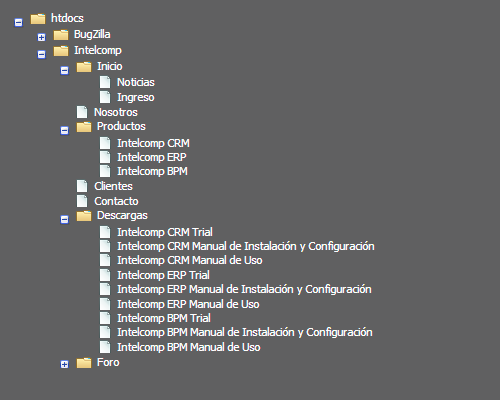 htdocs
BugZilla
Intelcomp
Inicio
Noticias
Ingreso
Nosotros
Productos
Intelcomp CRM
Intelcomp ERP
Intelcomp BPM
Clientes
Contacto
Descargas
Intelcomp CRM Trial
Intelcomp CRM Manual de Instalación y Configuración
Intelcomp CRM Manual de Uso
Intelcomp ERP Trial
Intelcomp ERP Manual de Instalación y Configuración
Intelcomp ERP Manual de Uso
Intelcomp BPM Trial
Intelcomp BPM Manual de Instalación y Configuración
Intelcomp BPM Manual de Uso
Foro